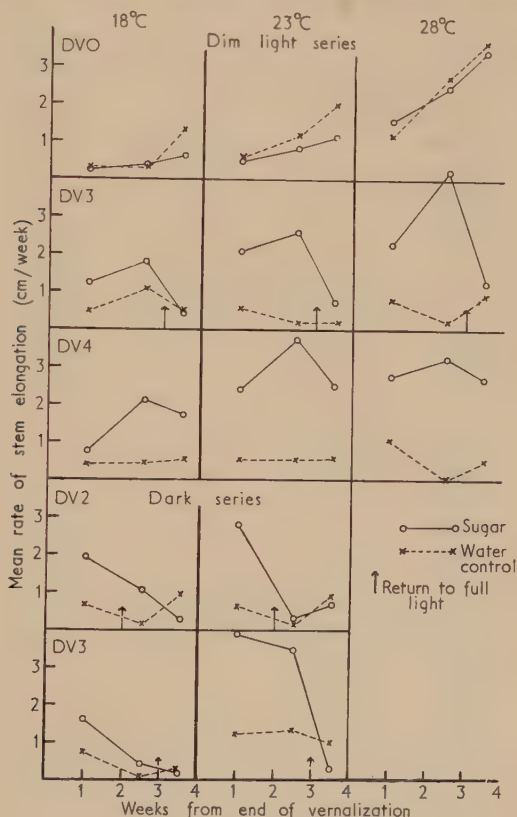 18°C 23°C 28°C
Dim light series
DVO
3
2
1
DV3
3
2
1
DV4
3
2
1
DV2 Dark series
3
2
1
DV3
3
2
1
Mean rate of stem elongation (cm/week)
Sugar
Water control
Return to full light
1 2 3 4 1 2 3 4 1 2 3 4
Weeks from end of vernalization